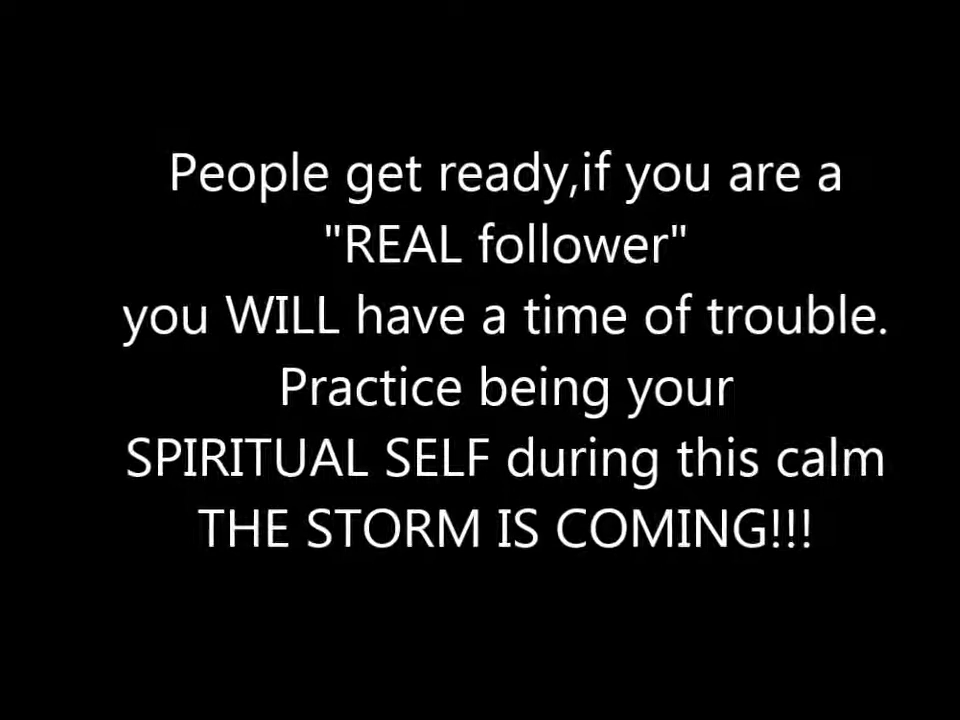 People get ready,if you are a
"REAL follower"
you WILL have a time of trouble.
Practice being your
SPIRITUAL SELF during this calm
THE STORM IS COMING!!!